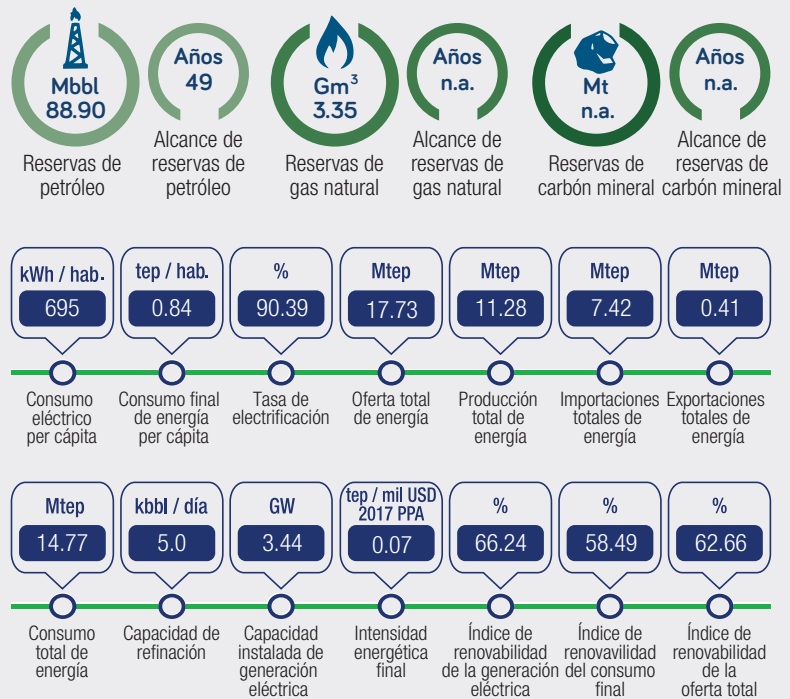 Mbbl
88.90
Reservas de
petróleo
Años
49
Alcance de
reservas de
petróleo
Gm³
3.35
Reservas de
gas natural
Años
n.a.
Alcance de
reservas de
gas natural
Mt
n.a.
Reservas de
carbón mineral
Años
n.a.
Alcance de
reservas de
carbón mineral
kWh / hab.
695
Consumo
eléctrico
per cápita
tep / hab.
0.84
Consumo final
de energía
per cápita
%
90.39
Tasa de
electrificación
Mtep
17.73
Oferta total
de energía
Mtep
11.28
Producción
total de
energía
Mtep
7.42
Importaciones
totales de
energía
Mtep
0.41
Exportaciones
totales de
energía
Mtep
14.77
Consumo
total de
energía
kbbl / día
5.0
Capacidad de
refinación
GW
3.44
Capacidad
instalada de
generación
eléctrica
tep / mil USD
2017 PPA
0.07
Intensidad
energética
final
%
66.24
Índice de
renovabilidad
de la generación
eléctrica
%
58.49
Índice de
renovavilidad
del consumo
final
%
62.66
Índice de
renovabilidad
de la
oferta total